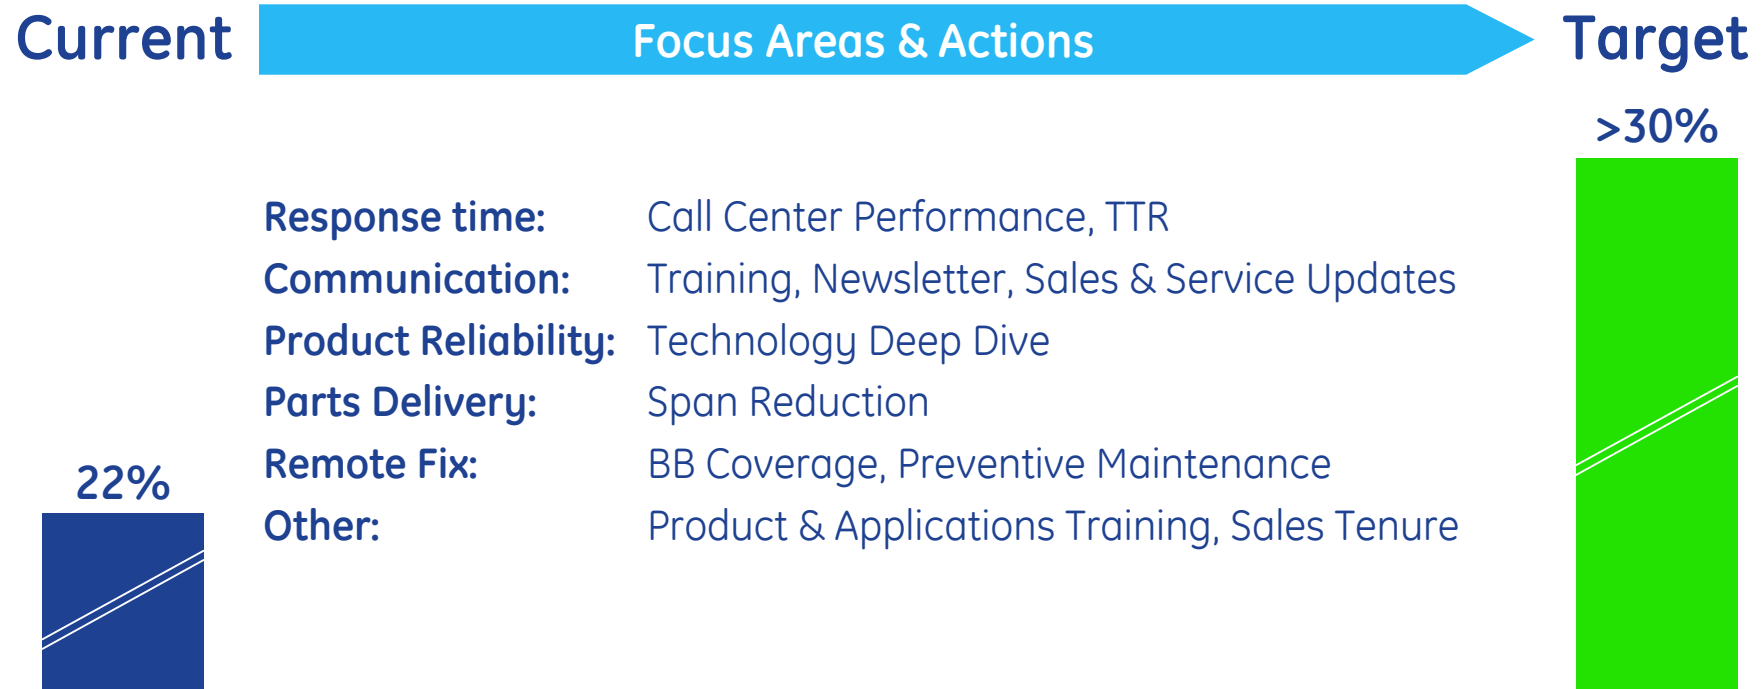 Current
Focus Areas & Actions
Target
>30%
Response time: Call Center Performance, TTR
Communication: Training, Newsletter, Sales & Service Updates
Product Reliability: Technology Deep Dive
Parts Delivery: Span Reduction
Remote Fix: BB Coverage, Preventive Maintenance
Other: Product & Applications Training, Sales Tenure
22%